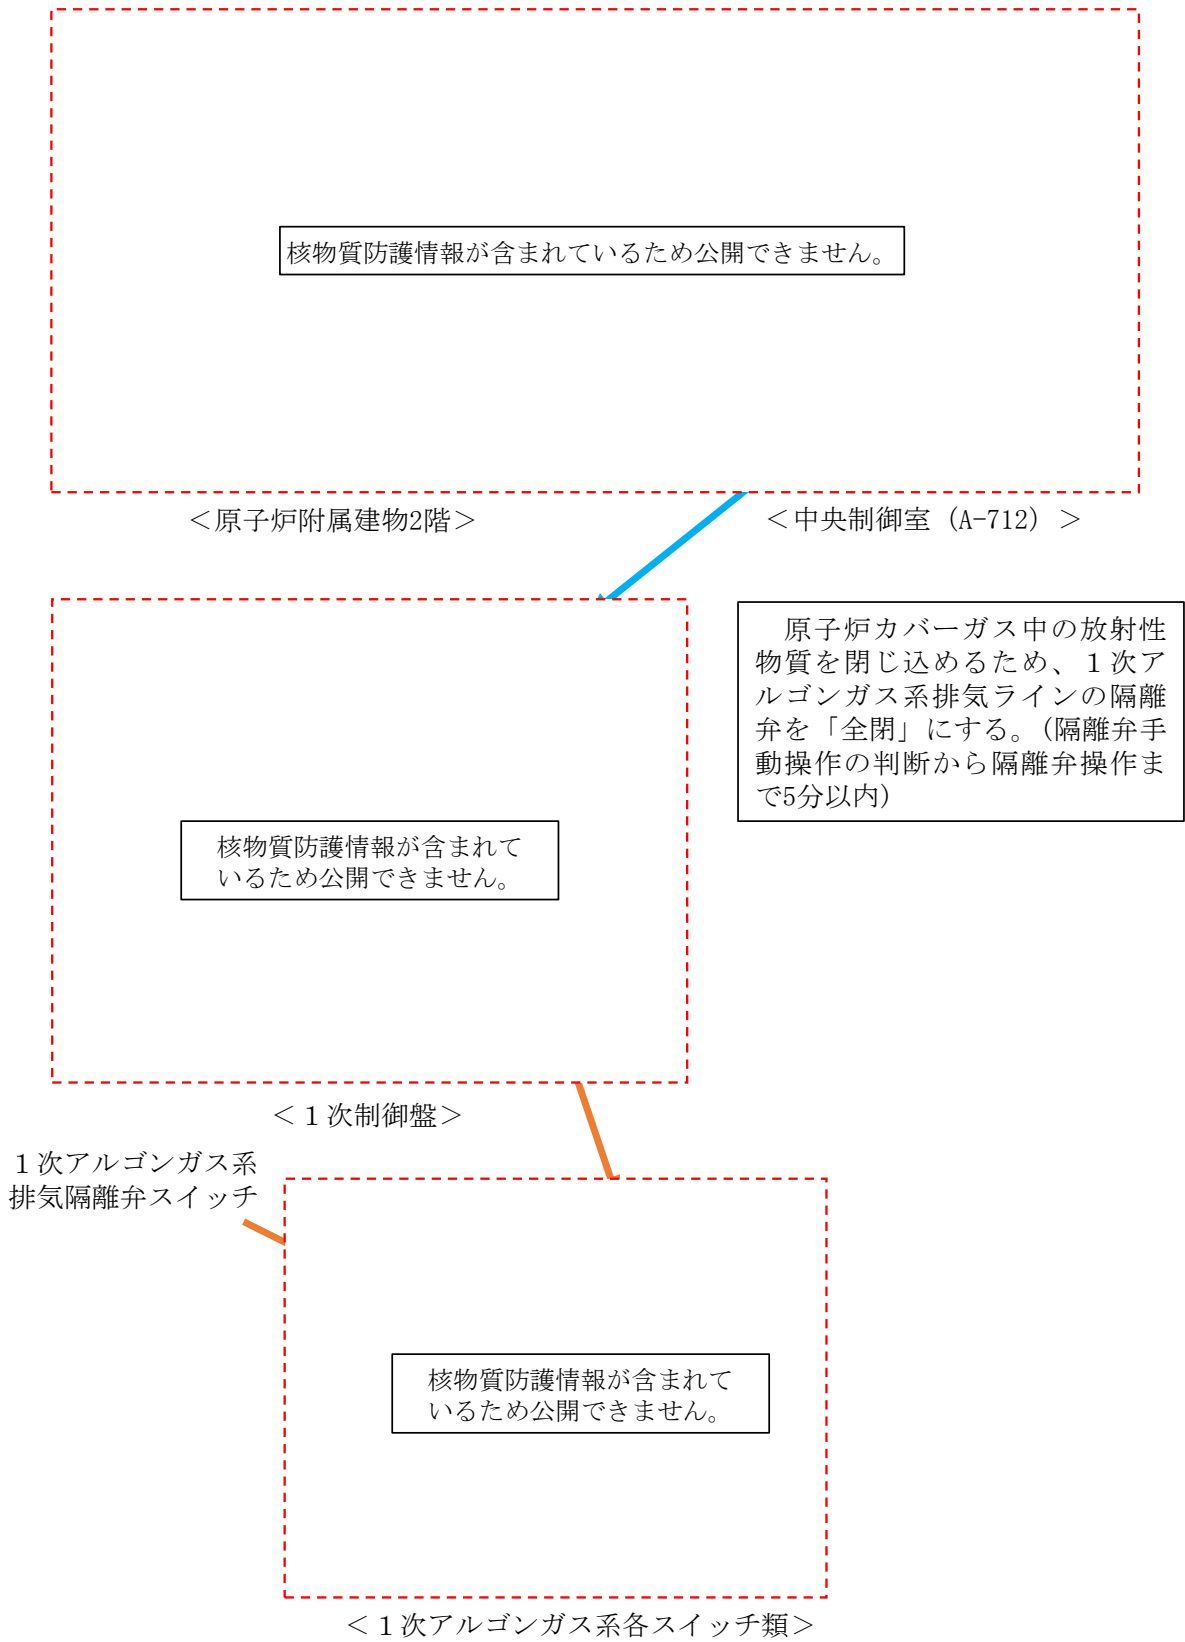 核物質防護情報が含まれているため公開できません。
＜原子炉附属建物2階＞
＜中央制御室（A-712）＞
　原子炉カバーガス中の放射性
物質を閉じ込めるため、１次ア
ルゴンガス系排気ラインの隔離
弁を「全閉」にする。（隔離弁手
動操作の判断から隔離弁操作ま
で5分以内）
核物質防護情報が含まれて
いるため公開できません。
＜１次制御盤＞
１次アルゴンガス系
排気隔離弁スイッチ
核物質防護情報が含まれて
いるため公開できません。
＜１次アルゴンガス系各スイッチ類＞